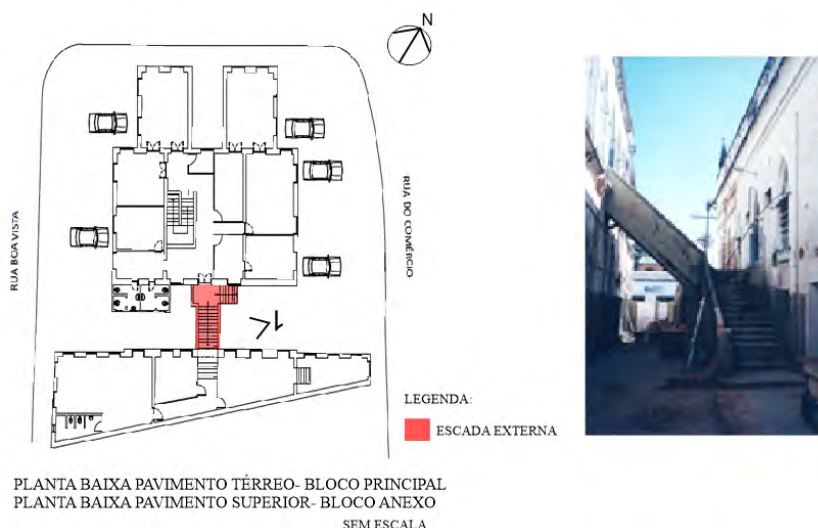 N
RUA BOA VISTA
RUA DO COMÉRCIO
1
LEGENDA:
ESCADA EXTERNA
PLANTA BAIXA PAVIMENTO TÉRREO- BLOCO PRINCIPAL
PLANTA BAIXA PAVIMENTO SUPERIOR- BLOCO ANEXO
SEM ESCALA